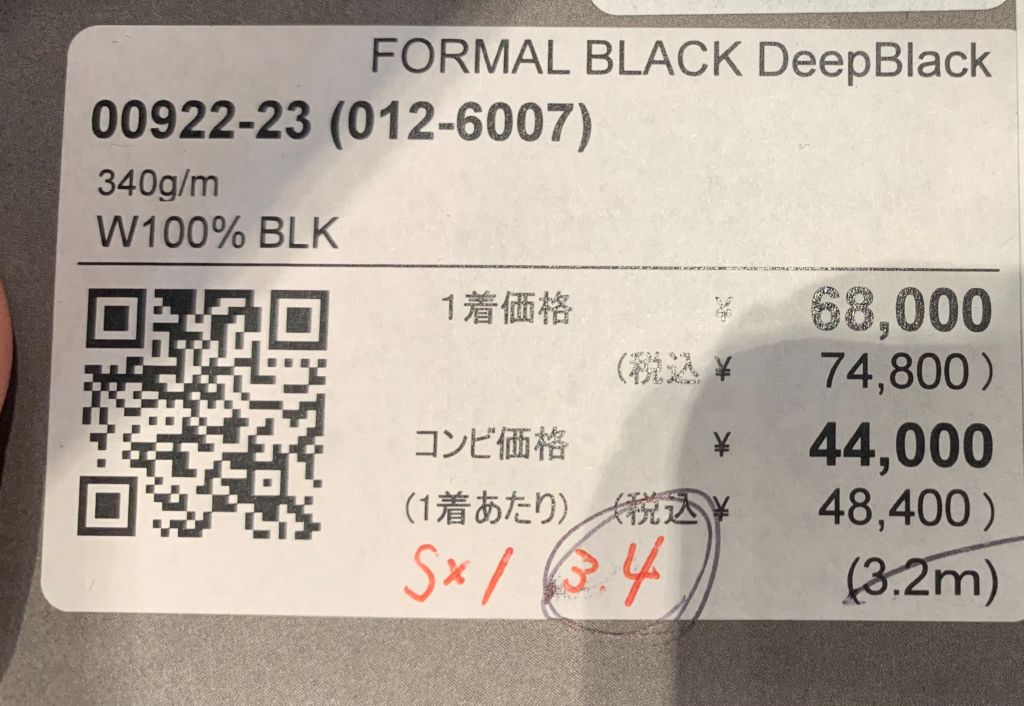 FORMAL BLACK DeepBlack
00922-23 (012-6007)
340g/m
W100% BLK
1着価格 ¥ 68,000
(税込 ¥ 74,800)
コンビ価格 ¥ 44,000
(1着あたり) (税込 ¥ 48,400)
S×1 3.4 (3.2m)